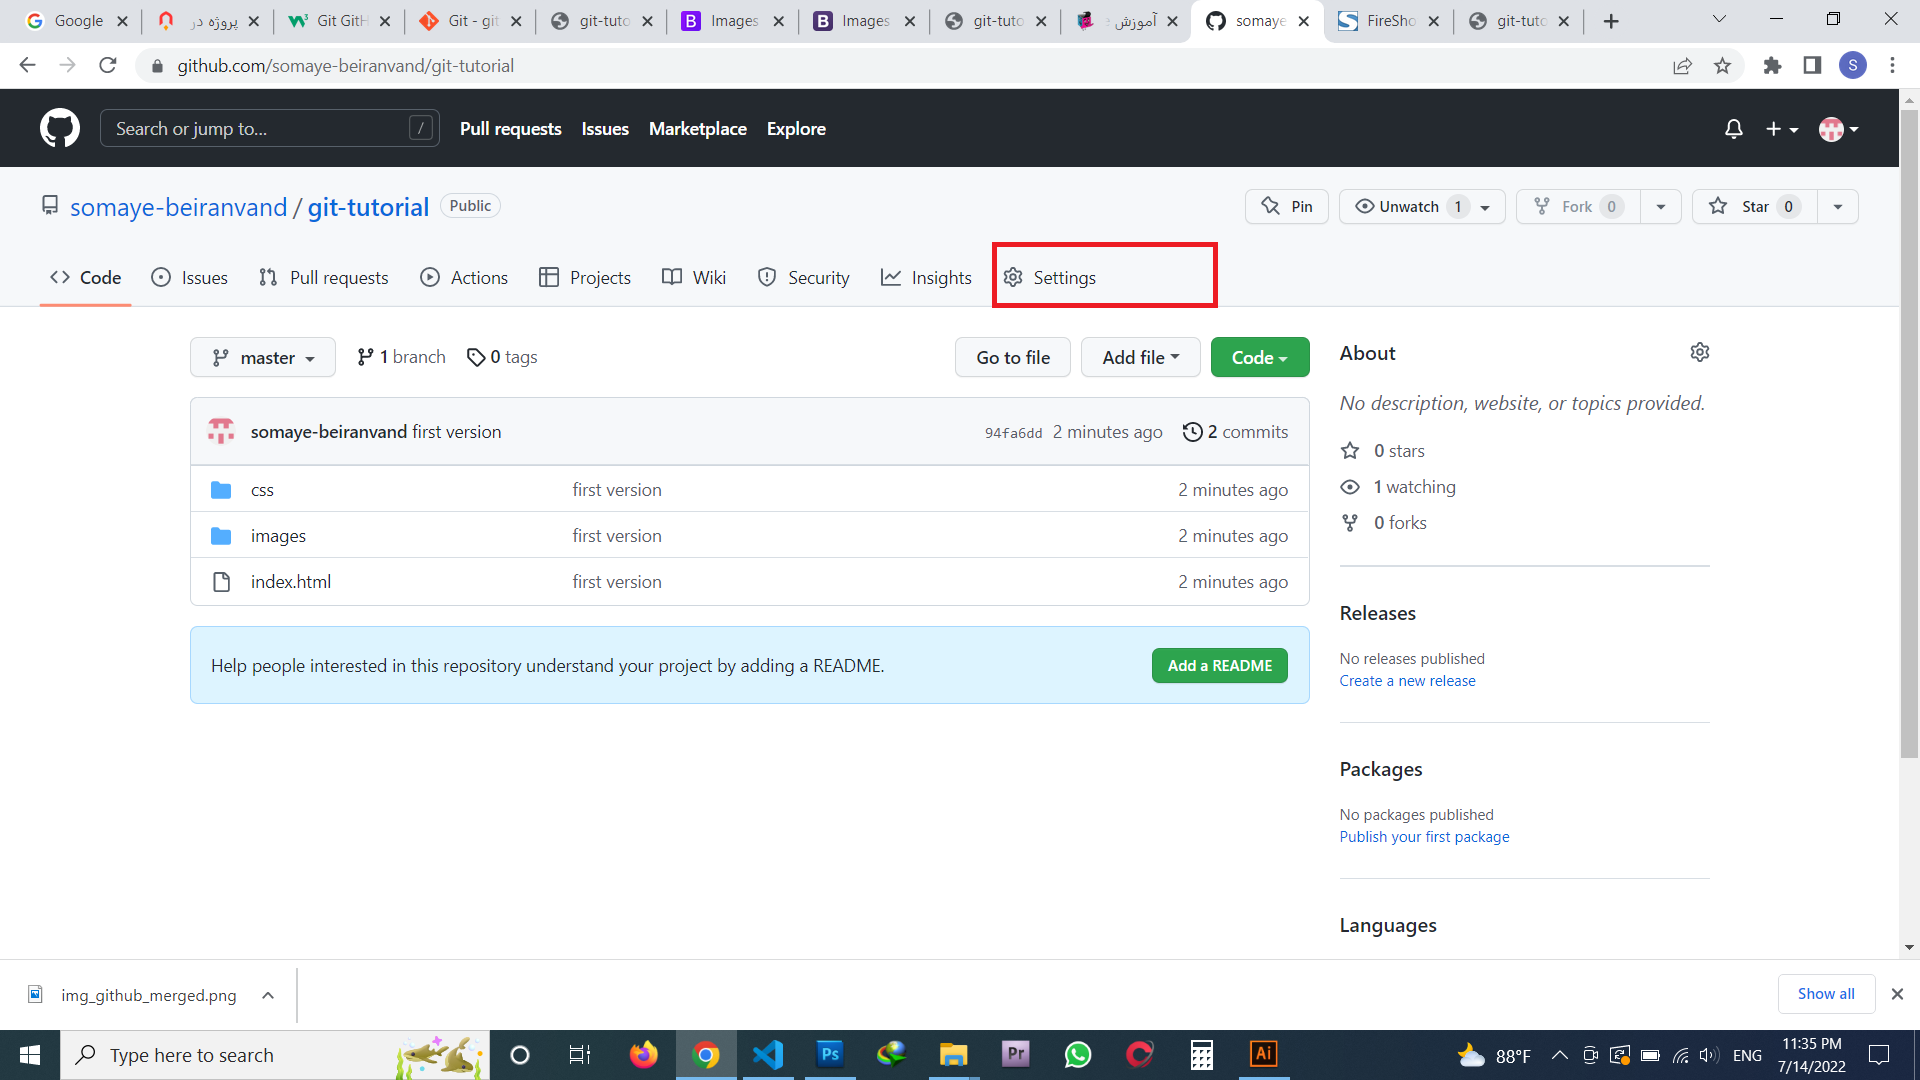 Google
پروژه در
Git GitH
Git - git
git-tuto
Images
Images
git-tuto
آموزش
somaye
FireSho
git-tuto
github.com/somaye-beiranvand/git-tutorial
S
Search or jump to...
/
Pull requests
Issues
Marketplace
Explore
somaye-beiranvand / git-tutorial
Public
Pin
Unwatch 1
Fork 0
Star 0
Code
Issues
Pull requests
Actions
Projects
Wiki
Security
Insights
Settings
master
1 branch
0 tags
Go to file
Add file
Code
About
No description, website, or topics provided.
somaye-beiranvand first version
94fa6dd 2 minutes ago
2 commits
0 stars
css first version 2 minutes ago
1 watching
images first version 2 minutes ago
0 forks
index.html first version 2 minutes ago
Releases
Help people interested in this repository understand your project by adding a README.
Add a README
No releases published
Create a new release
Packages
No packages published
Publish your first package
Languages
img_github_merged.png
Show all
Type here to search
Ps
Pr
Ai
88°F
ENG
11:35 PM
7/14/2022